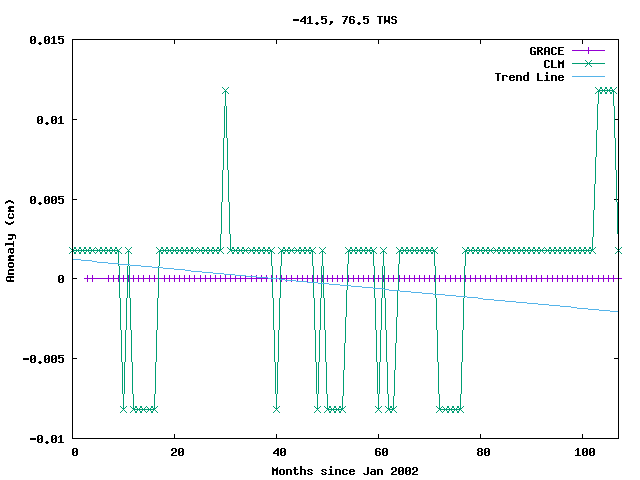 -41.5, 76.5 TWS
GRACE
CLM
Trend Line
0.015
0.01
0.005
0
-0.005
-0.01
Anomaly (cm)
0 20 40 60 80 100
Months since Jan 2002